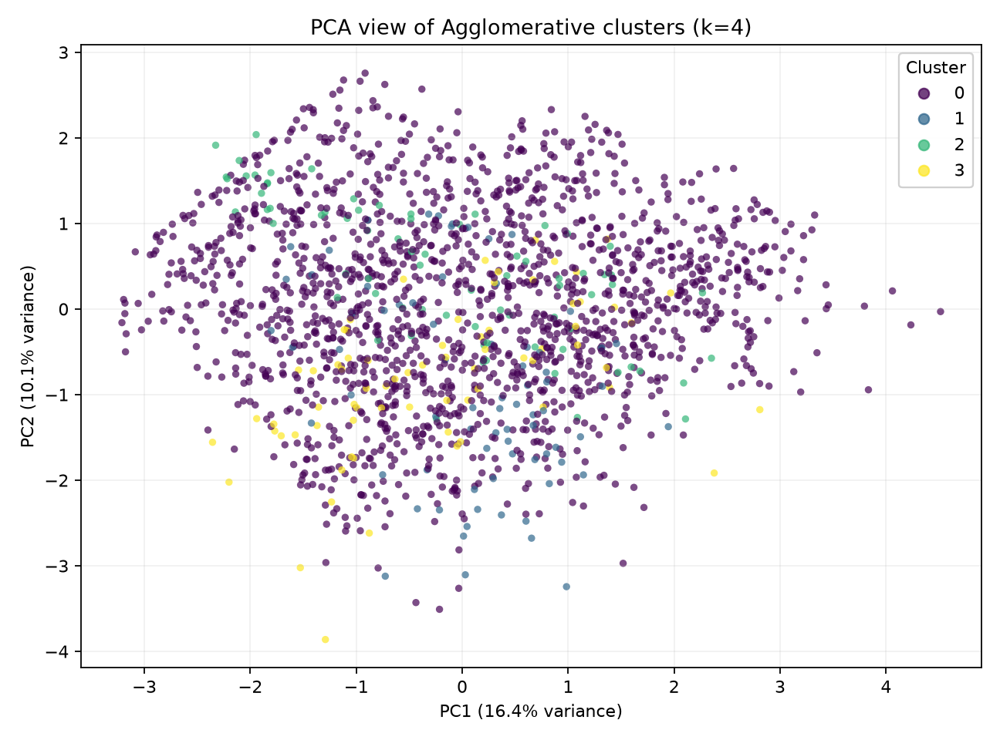 PCA view of Agglomerative clusters (k=4)
Cluster
0
1
2
3
3
2
1
0
−1
−2
−3
−4
PC2 (10.1% variance)
−3 −2 −1 0 1 2 3 4
PC1 (16.4% variance)